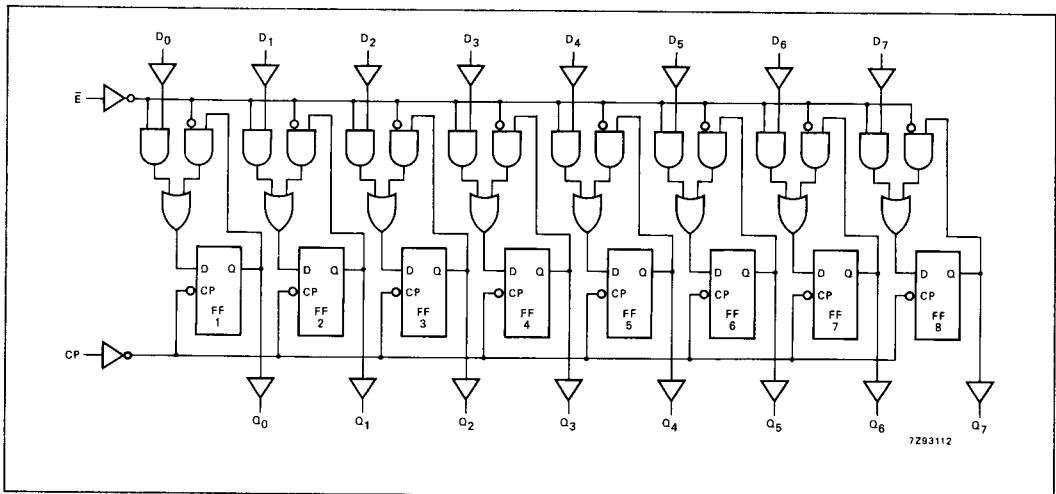 D0 D1 D2 D3 D4 D5 D6 D7
E̅
D Q D Q D Q D Q D Q D Q D Q D Q
CP CP CP CP CP CP CP CP
FF FF FF FF FF FF FF FF
1 2 3 4 5 6 7 8
CP
Q0 Q1 Q2 Q3 Q4 Q5 Q6 Q7
7Z93112